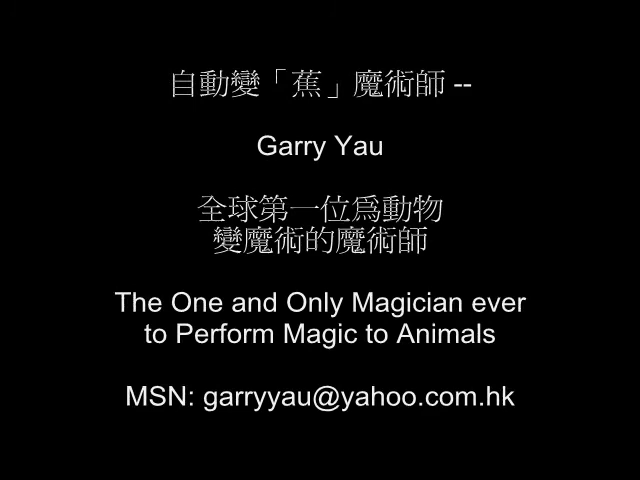 自動變「蕉」魔術師 --
Garry Yau
全球第一位爲動物
變魔術的魔術師
The One and Only Magician ever
to Perform Magic to Animals
MSN: garryyau@yahoo.com.hk